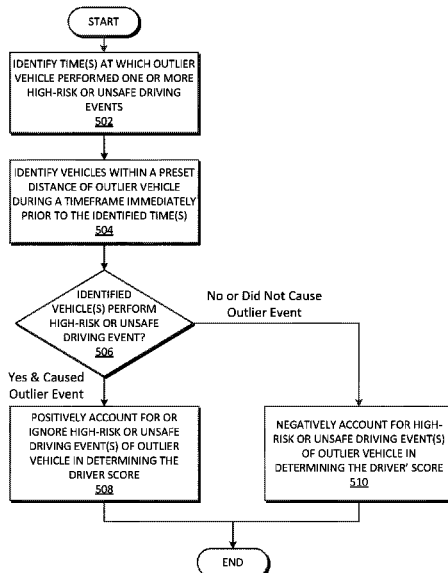 START
IDENTIFY TIME(S) AT WHICH OUTLIER
VEHICLE PERFORMED ONE OR MORE
HIGH-RISK OR UNSAFE DRIVING
EVENTS
502
IDENTIFY VEHICLES WITHIN A PRESET
DISTANCE OF OUTLIER VEHICLE
DURING A TIMEFRAME IMMEDIATELY
PRIOR TO THE IDENTIFIED TIME(S)
504
IDENTIFIED
VEHICLE(S) PERFORM
HIGH-RISK OR UNSAFE
DRIVING EVENT?
506
No or Did Not Cause
Outlier Event
Yes & Caused
Outlier Event
POSITIVELY ACCOUNT FOR OR
IGNORE HIGH-RISK OR UNSAFE
DRIVING EVENT(S) OF OUTLIER
VEHICLE IN DETERMINING THE
DRIVER SCORE
508
NEGATIVELY ACCOUNT FOR HIGH-
RISK OR UNSAFE DRIVING EVENT(S)
OF OUTLIER VEHICLE IN
DETERMINING THE DRIVER' SCORE
510
END